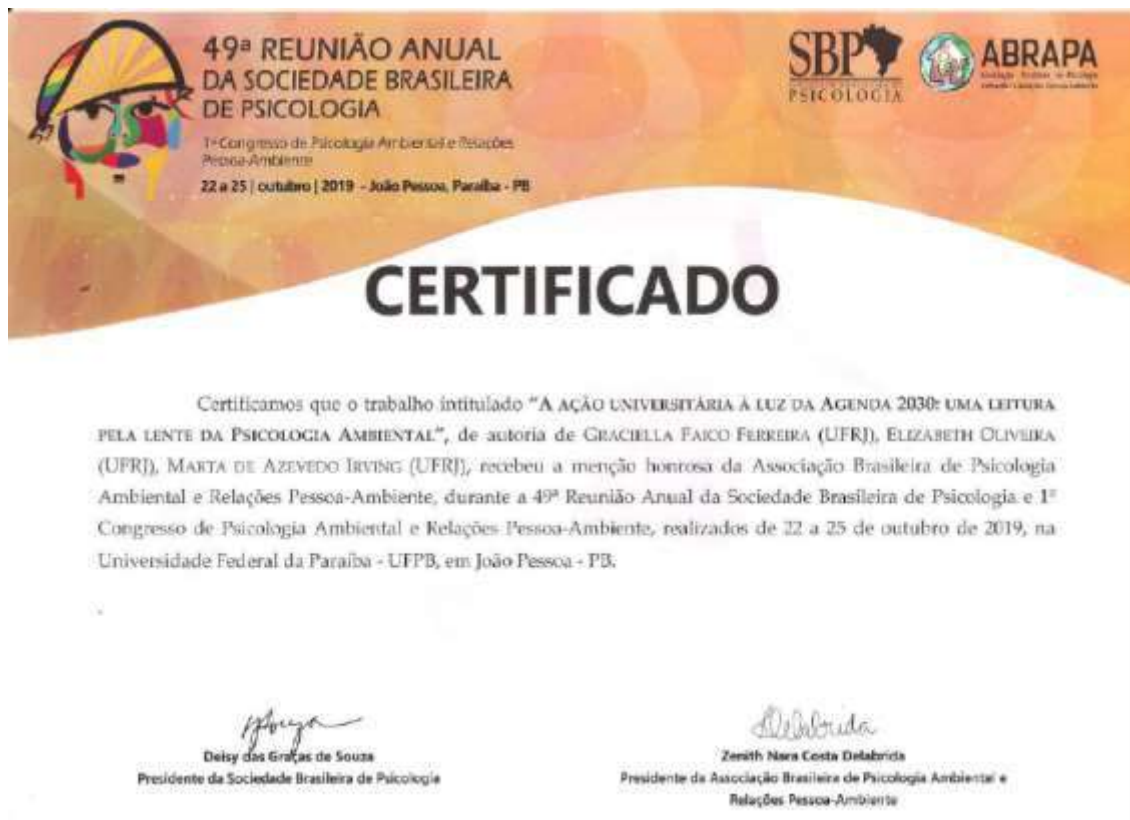 49ª REUNIÃO ANUAL
DA SOCIEDADE BRASILEIRA
DE PSICOLOGIA
1º Congresso de Psicologia Ambiental e Relações
Pessoa-Ambiente
22 a 25 | outubro | 2019 - João Pessoa, Paraíba - PB
SBP
PSICOLOGIA
ABRAPA
CERTIFICADO
Certificamos que o trabalho intitulado "A AÇÃO UNIVERSITÁRIA À LUZ DA AGENDA 2030: UMA LEITURA
PELA LENTE DA PSICOLOGIA AMBIENTAL", de autoria de GRACIELLA FAICO FERREIRA (UFRJ), ELIZABETH OLIVEIRA
(UFRJ), MARTA DE AZEVEDO IRVING (UFRJ), recebeu a menção honrosa da Associação Brasileira de Psicologia
Ambiental e Relações Pessoa-Ambiente, durante a 49ª Reunião Anual da Sociedade Brasileira de Psicologia e 1º
Congresso de Psicologia Ambiental e Relações Pessoa-Ambiente, realizados de 22 a 25 de outubro de 2019, na
Universidade Federal da Paraíba - UFPB, em João Pessoa - PB.
Deisy das Graças de Souza
Presidente da Sociedade Brasileira de Psicologia
Zenith Nara Costa Delabrida
Presidente da Associação Brasileira de Psicologia Ambiental e
Relações Pessoa-Ambiente